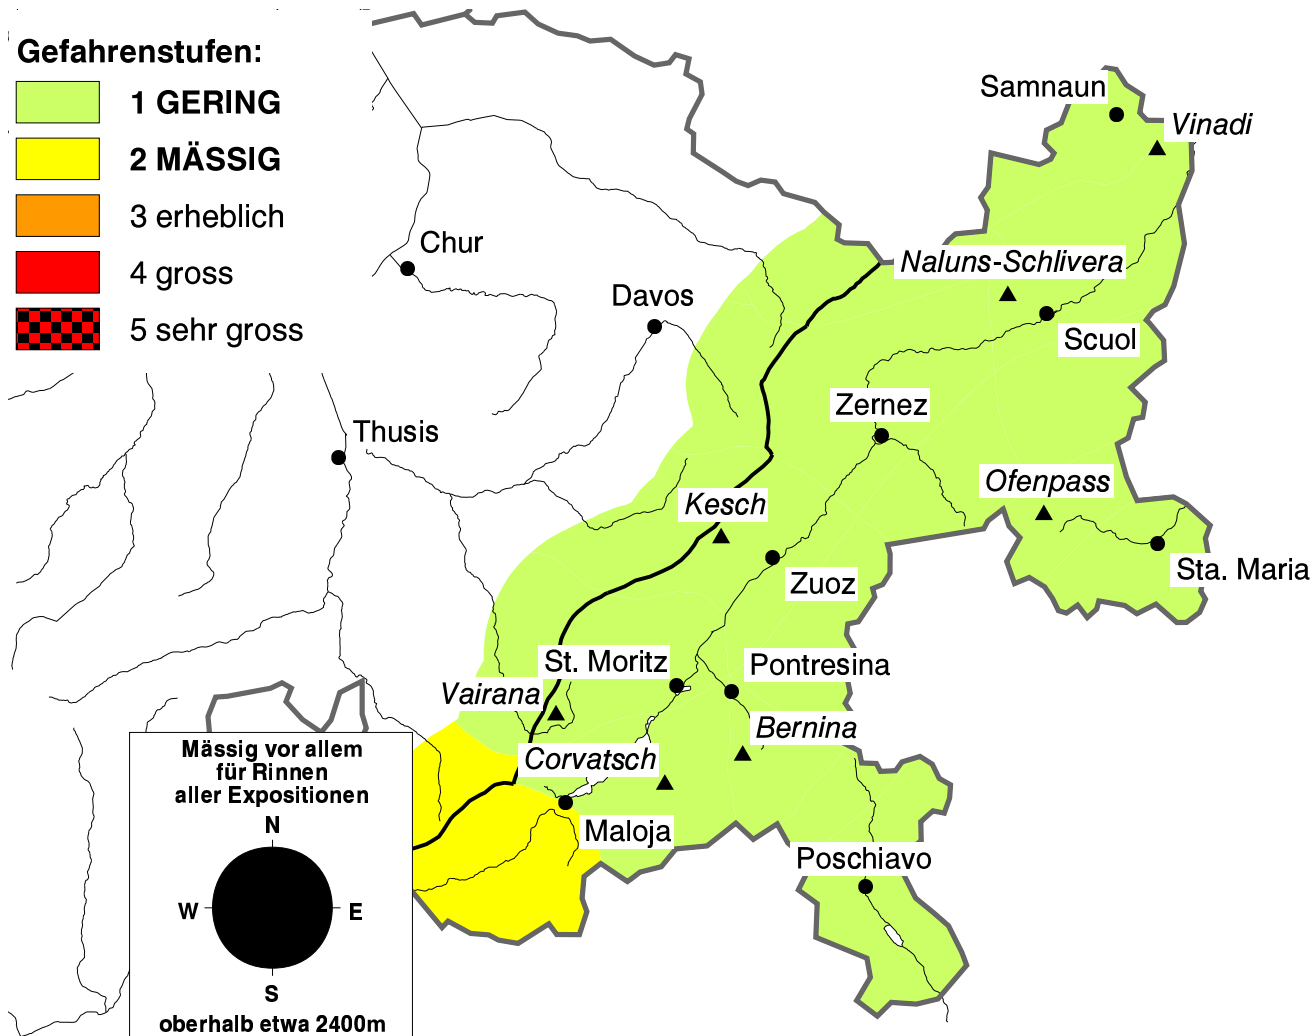 Gefahrenstufen:
1 GERING
2 MÄSSIG
3 erheblich
4 gross
5 sehr gross
Samnaun
Vinadi
Chur
Naluns-Schlivera
Davos
Scuol
Zernez
Thusis
Ofenpass
Kesch
Sta. Maria
Zuoz
St. Moritz
Pontresina
Vairana
Bernina
Corvatsch
Maloja
Poschiavo
Mässig vor allem
für Rinnen
aller Expositionen
N
W E
S
oberhalb etwa 2400m